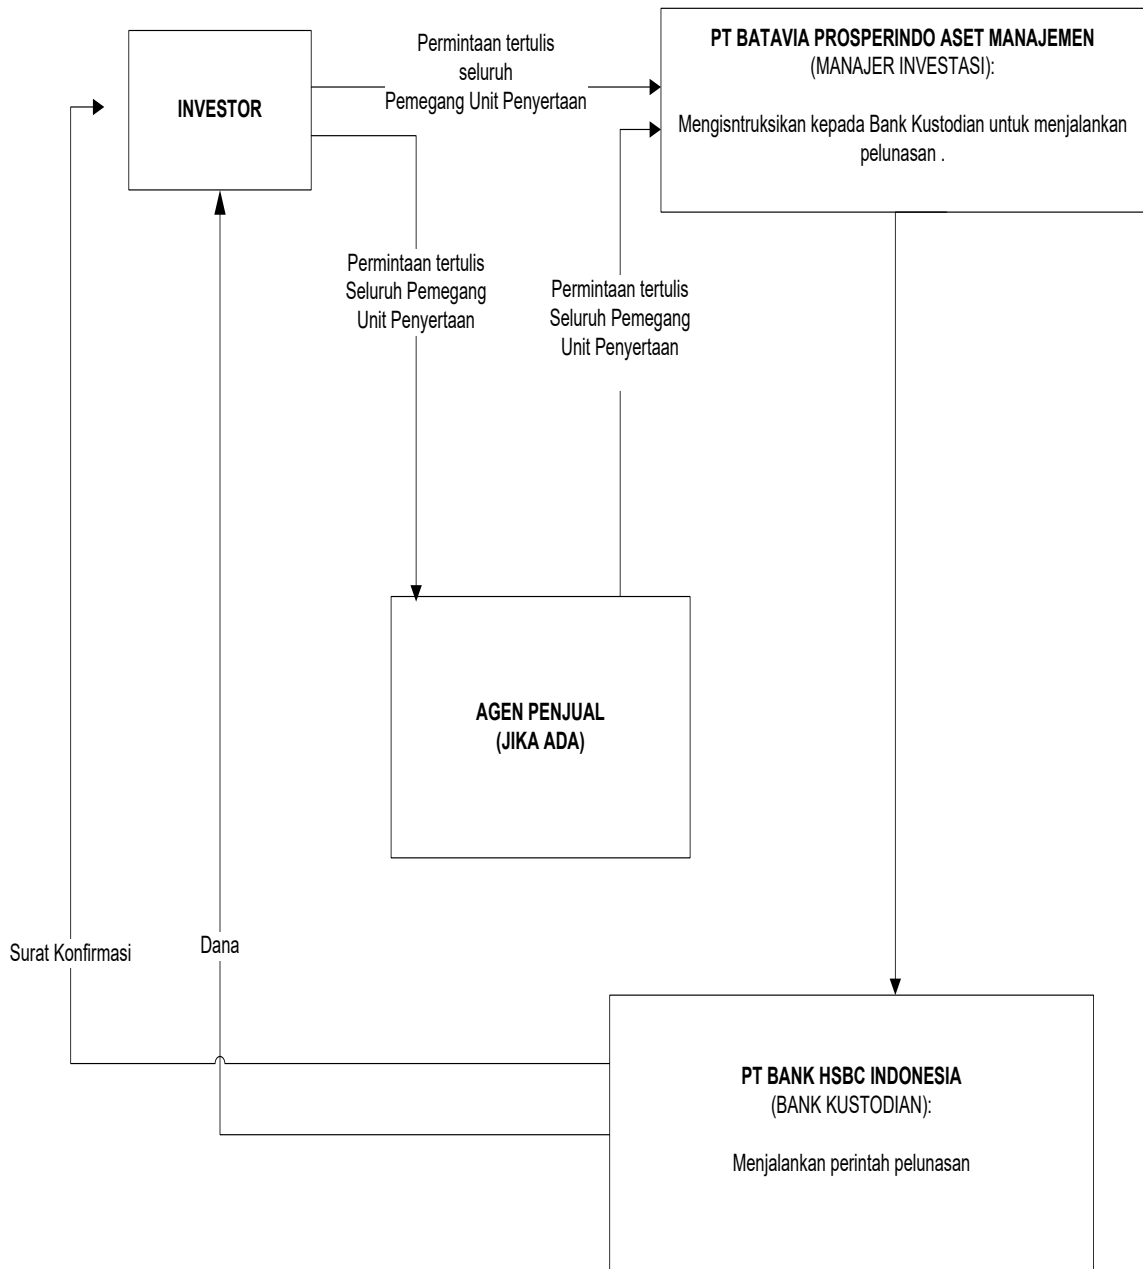 Permintaan tertulis
seluruh
Pemegang Unit Penyertaan
INVESTOR
PT BATAVIA PROSPERINDO ASET MANAJEMEN
(MANAJER INVESTASI):
Mengisntruksikan kepada Bank Kustodian untuk menjalankan
pelunasan .
Permintaan tertulis
Seluruh Pemegang
Unit Penyertaan
Permintaan tertulis
Seluruh Pemegang
Unit Penyertaan
AGEN PENJUAL
(JIKA ADA)
Surat Konfirmasi
Dana
PT BANK HSBC INDONESIA
(BANK KUSTODIAN):
Menjalankan perintah pelunasan